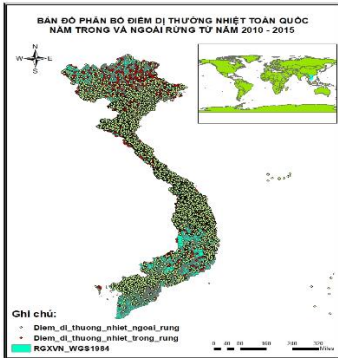 BẢN ĐỒ PHÂN BỐ ĐIỂM DỊ THƯỜNG NHIỆT TOÀN QUỐC
NẰM TRONG VÀ NGOÀI RỪNG TỪ NĂM 2010 - 2015
N
W E
S
Ghi chú:
Diem_di_thuong_nhiet_ngoai_rung
Diem_di_thuong_nhiet_trong_rung
RGXVN_WGS1984